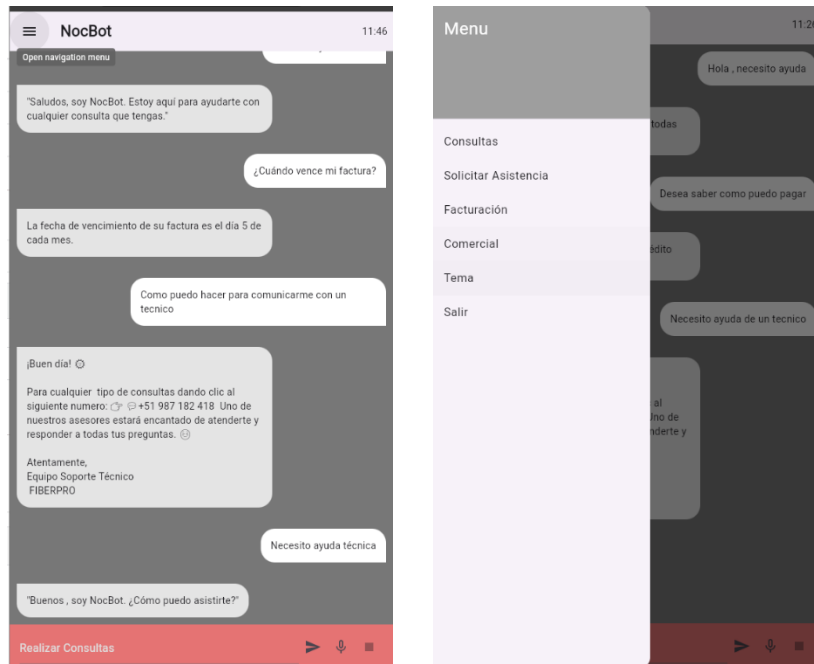 NocBot
11:46
Open navigation menu
"Saludos, soy NocBot. Estoy aquí para ayudarte con
cualquier consulta que tengas."
¿Cuándo vence mi factura?
La fecha de vencimiento de su factura es el día 5 de
cada mes.
Como puedo hacer para comunicarme con un
tecnico
¡Buen día!
Para cualquier tipo de consultas dando clic al
siguiente numero: +51 987 182 418 Uno de
nuestros asesores estará encantado de atenderte y
responder a todas tus preguntas.
Atentamente,
Equipo Soporte Técnico
FIBERPRO
Necesito ayuda técnica
"Buenos , soy NocBot. ¿Cómo puedo asistirte?"
Realizar Consultas
Menu
Consultas
Solicitar Asistencia
Facturación
Comercial
Tema
Salir
Hola , necesito ayuda
todas
Desea saber como puedo pagar
édito
Necesito ayuda de un tecnico
al
Uno de
nderte y